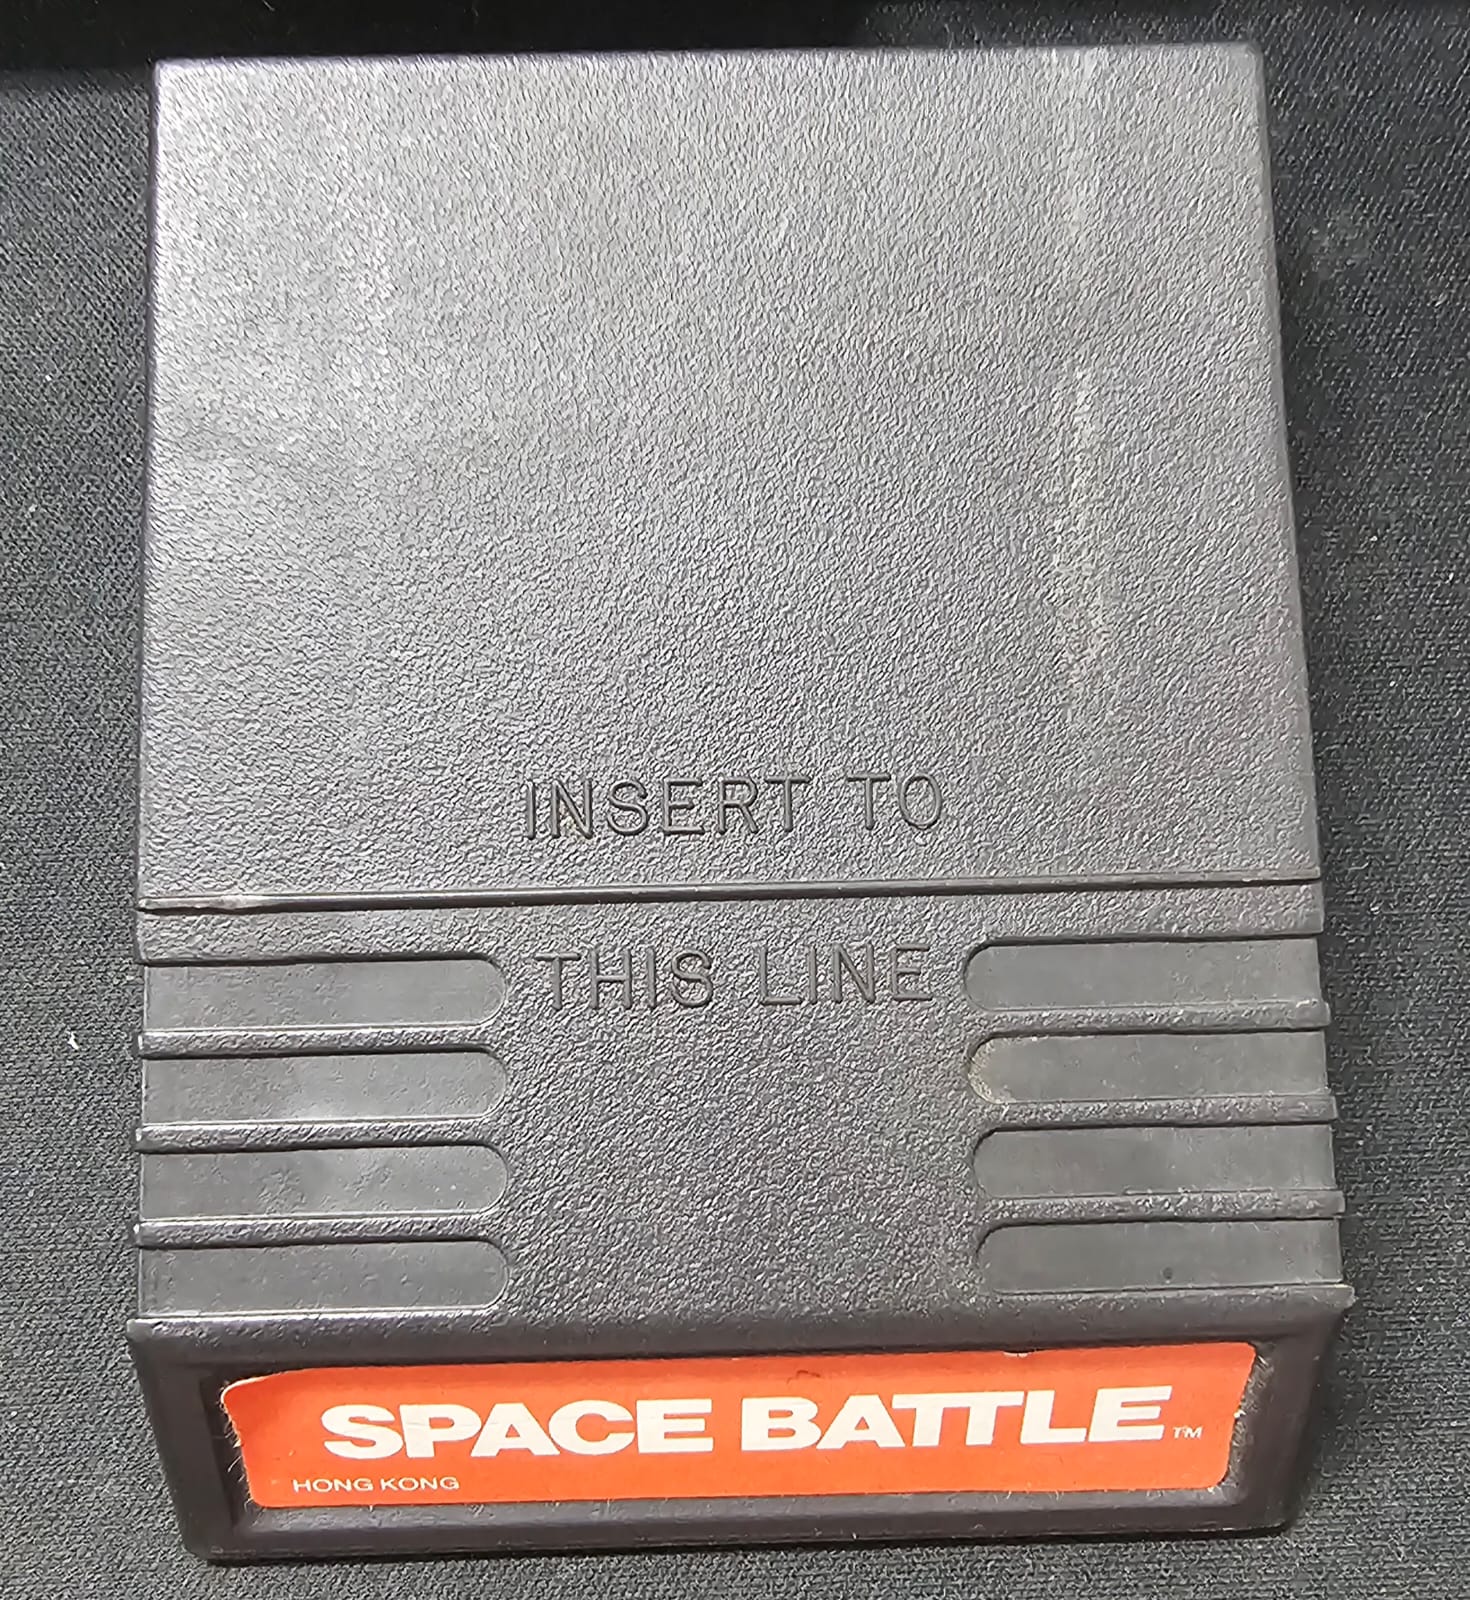 INSERT TO
THIS LINE
SPACE BATTLE™
HONG KONG